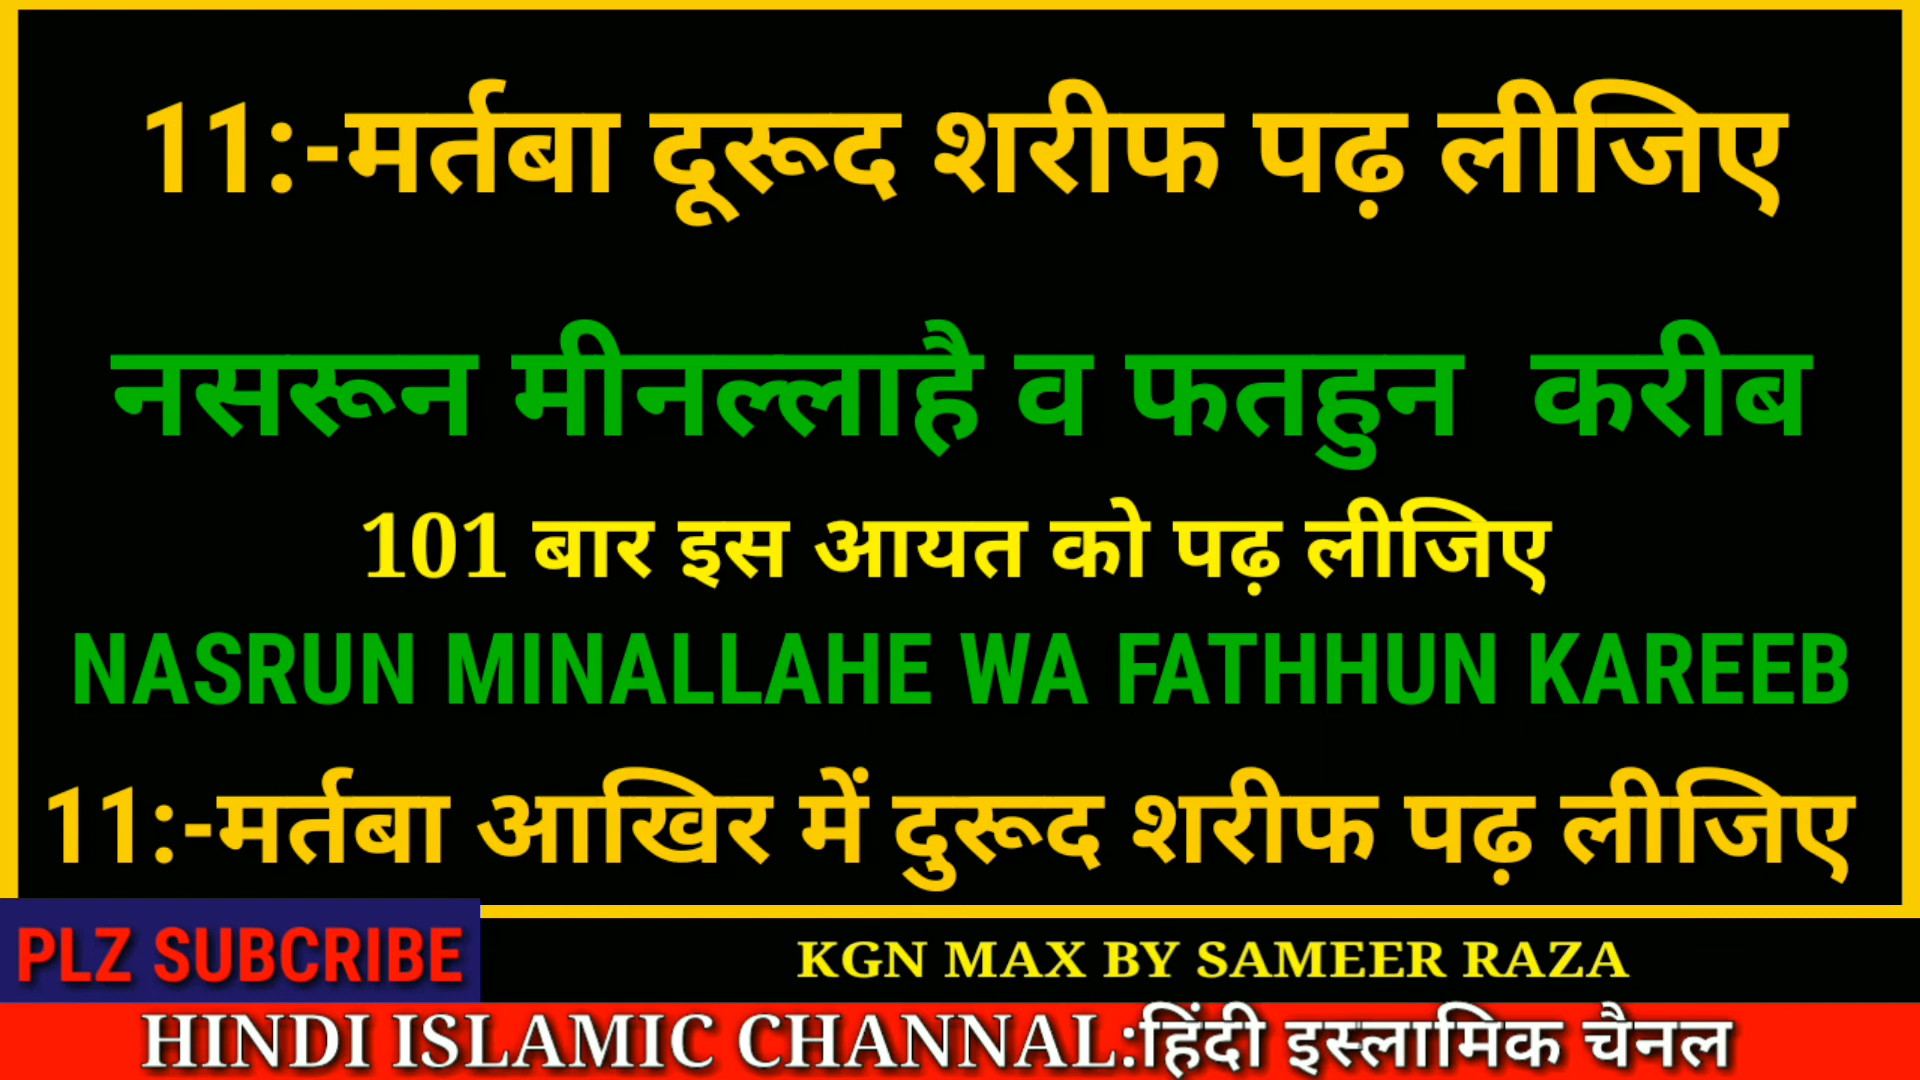 11:-मर्तबा दूरूद शरीफ पढ़ लीजिए
नसरून मीनल्लाहै व फतहुन करीब
101 बार इस आयत को पढ़ लीजिए
NASRUN MINALLAHE WA FATHHUN KAREEB
11:-मर्तबा आखिर में दुरूद शरीफ पढ़ लीजिए
PLZ SUBCRIBE
KGN MAX BY SAMEER RAZA
HINDI ISLAMIC CHANNAL:हिंदी इस्लामिक चैनल